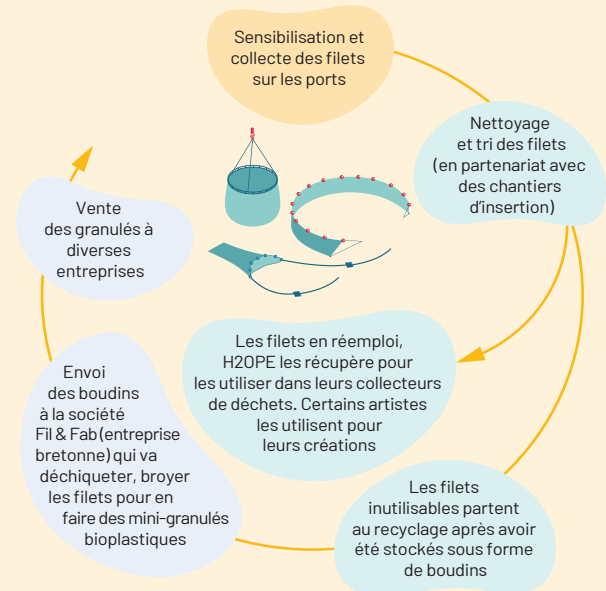 Sensibilisation et
collecte des filets
sur les ports
Nettoyage
et tri des filets
(en partenariat avec
des chantiers
d'insertion)
Les filets en réemploi,
H2OPE les récupère pour
les utiliser dans leurs collecteurs
de déchets. Certains artistes
les utilisent pour
leurs créations
Les filets
inutilisables partent
au recyclage après avoir
été stockés sous forme
de boudins
Envoi
des boudins
à la société
Fil & Fab (entreprise
bretonne) qui va
déchiqueter, broyer
les filets pour en
faire des mini-granulés
bioplastiques
Vente
des granulés à
diverses
entreprises